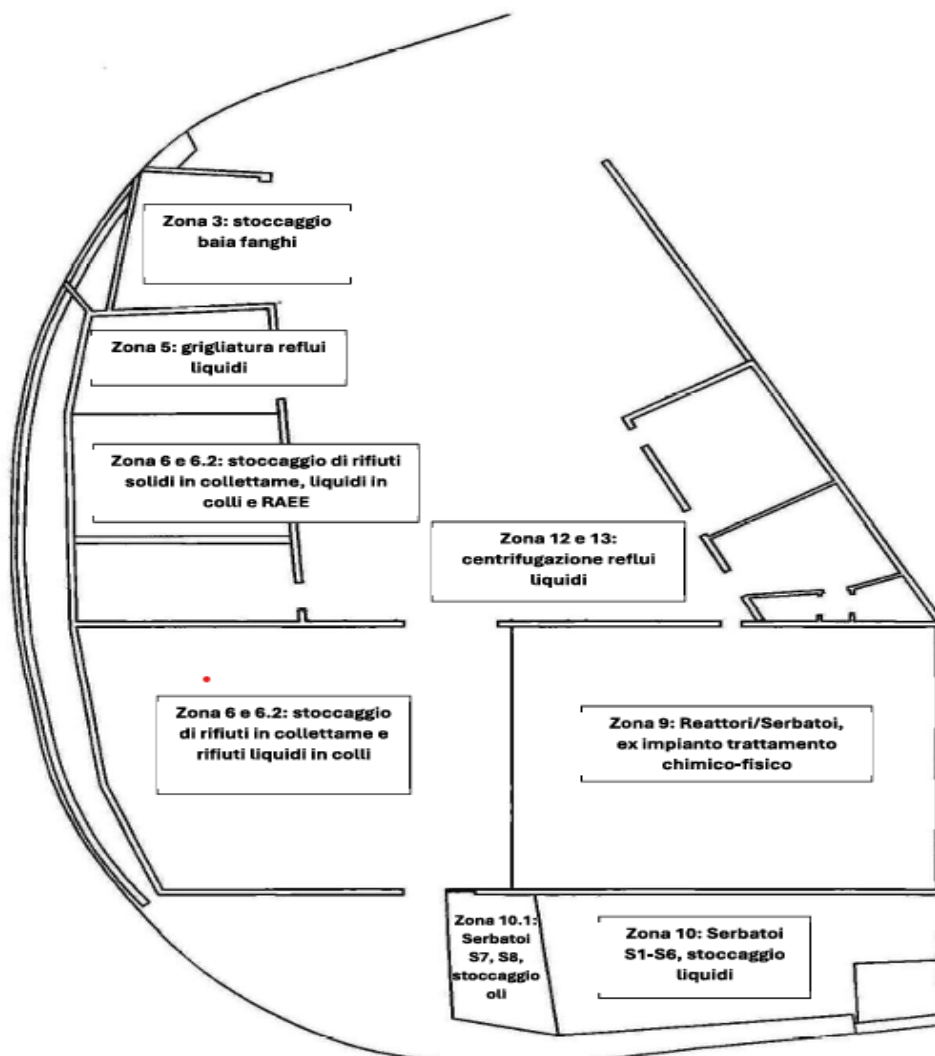 Zona 3: stoccaggio
baia fanghi
Zona 5: grigliatura reflui
liquidi
Zona 6 e 6.2: stoccaggio di rifiuti
solidi in collettame, liquidi in
colli e RAEE
Zona 12 e 13:
centrifugazione reflui
liquidi
Zona 6 e 6.2: stoccaggio
di rifiuti in collettame e
rifiuti liquidi in colli
Zona 9: Reattori/Serbatoi,
ex impianto trattamento
chimico-fisico
Zona 10.1:
Serbatoi
S7, S8,
stoccaggio
oli
Zona 10: Serbatoi
S1-S6, stoccaggio
liquidi